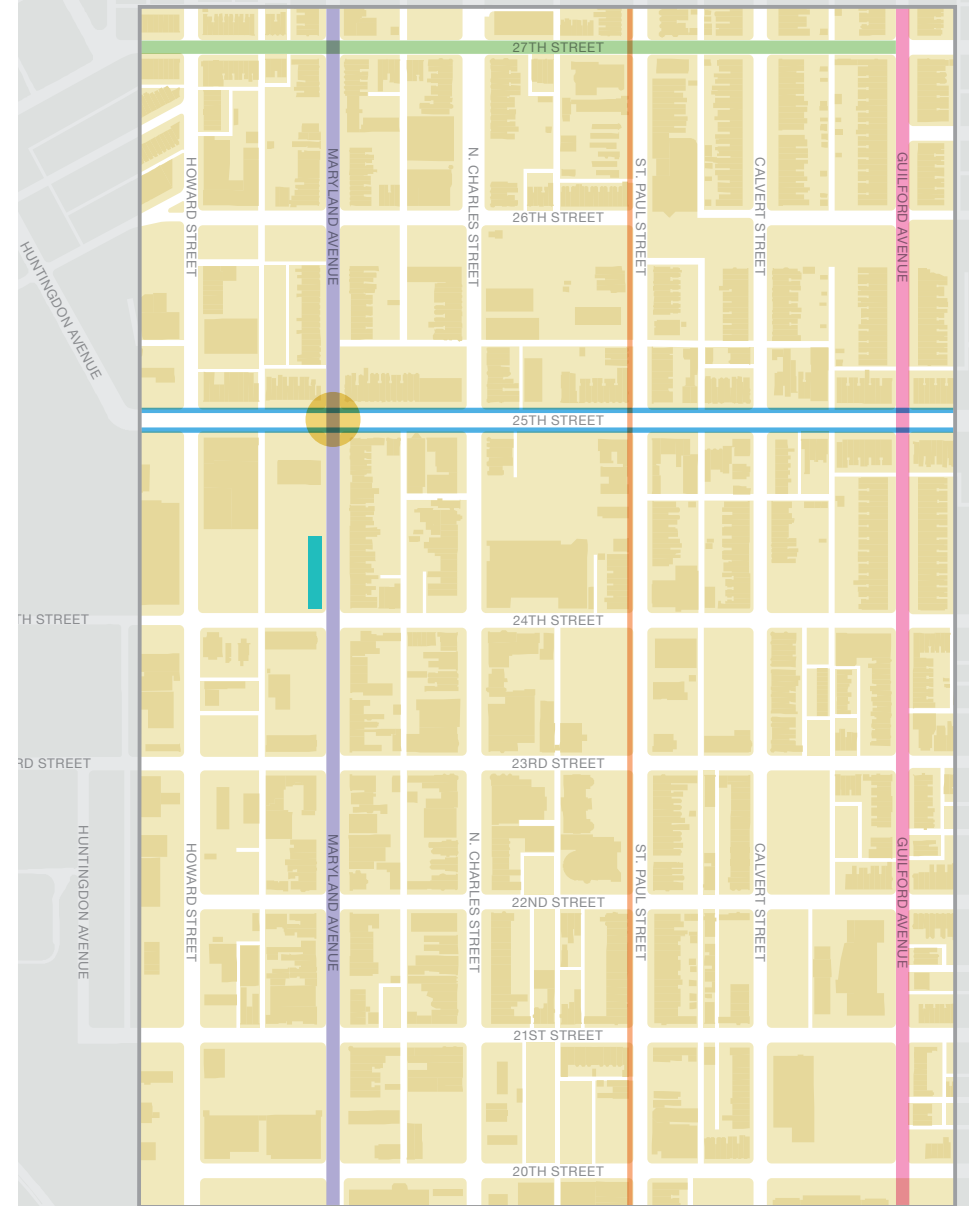 27TH STREET
HOWARD STREET
MARYLAND AVENUE
N. CHARLES STREET
ST. PAUL STREET
CALVERT STREET
GUILFORD AVENUE
26TH STREET
HUNTINGDON AVENUE
25TH STREET
TH STREET
24TH STREET
RD STREET
23RD STREET
HUNTINGDON AVENUE
HOWARD STREET
MARYLAND AVENUE
N. CHARLES STREET
ST. PAUL STREET
CALVERT STREET
GUILFORD AVENUE
22ND STREET
21ST STREET
20TH STREET